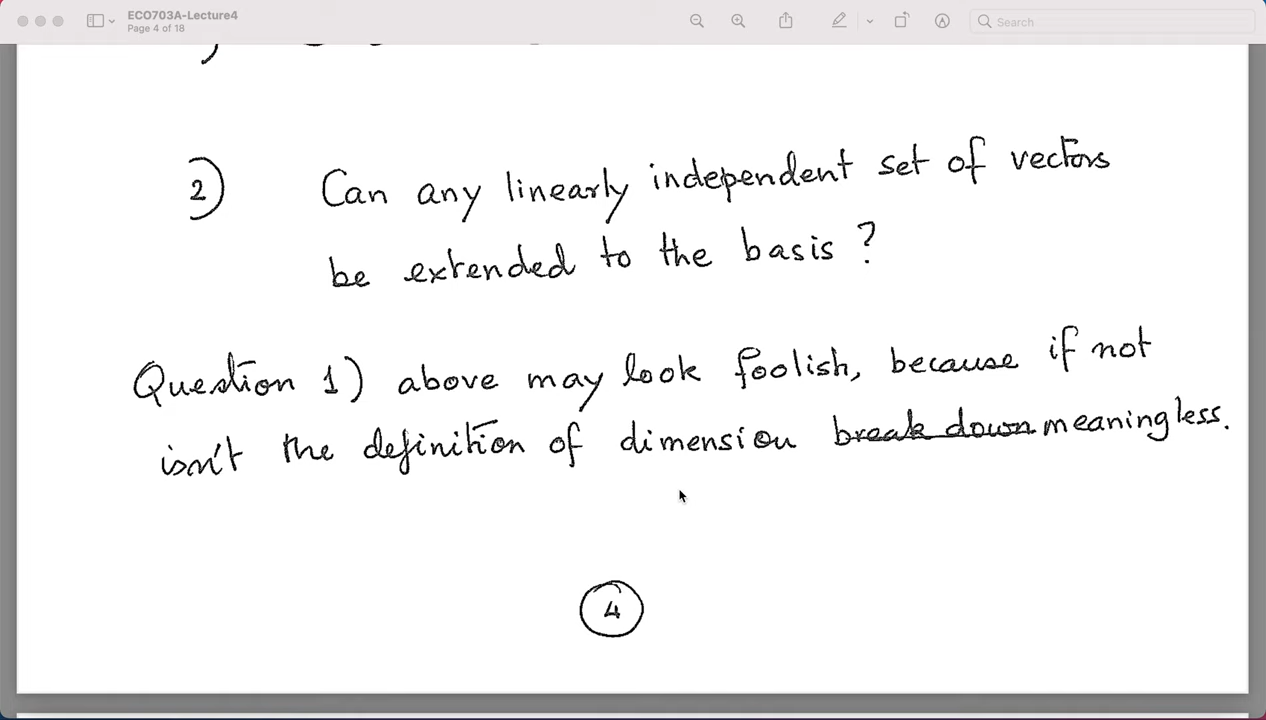 ECO703A-Lecture4
Page 4 of 18
Search
2) Can any linearly independent set of vectors
be extended to the basis ?
Question 1) above may look foolish, because if not
isn't the definition of dimension break down meaningless.
4